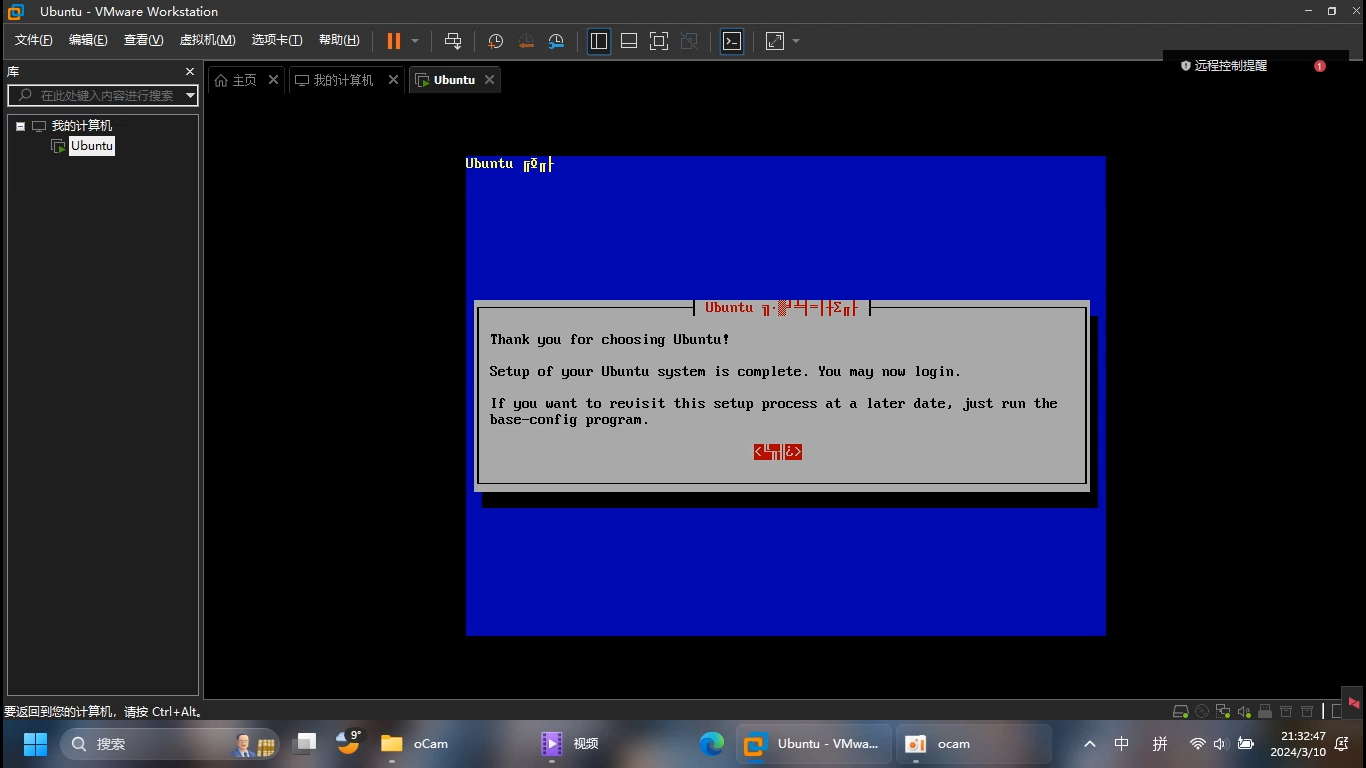 Ubuntu - VMware Workstation
文件(F) 编辑(E) 查看(V) 虚拟机(M) 选项卡(T) 帮助(H)
库
在此处键入内容进行搜索
我的计算机
Ubuntu
主页 我的计算机 Ubuntu
远程控制提醒 1
Ubuntu
Ubuntu
Thank you for choosing Ubuntu!
Setup of your Ubuntu system is complete. You may now login.
If you want to revisit this setup process at a later date, just run the
base-config program.
要返回到您的计算机，请按 Ctrl+Alt。
搜索 9° oCam 视频 Ubuntu - VMwa... ocam 中 拼
21:32:47
2024/3/10